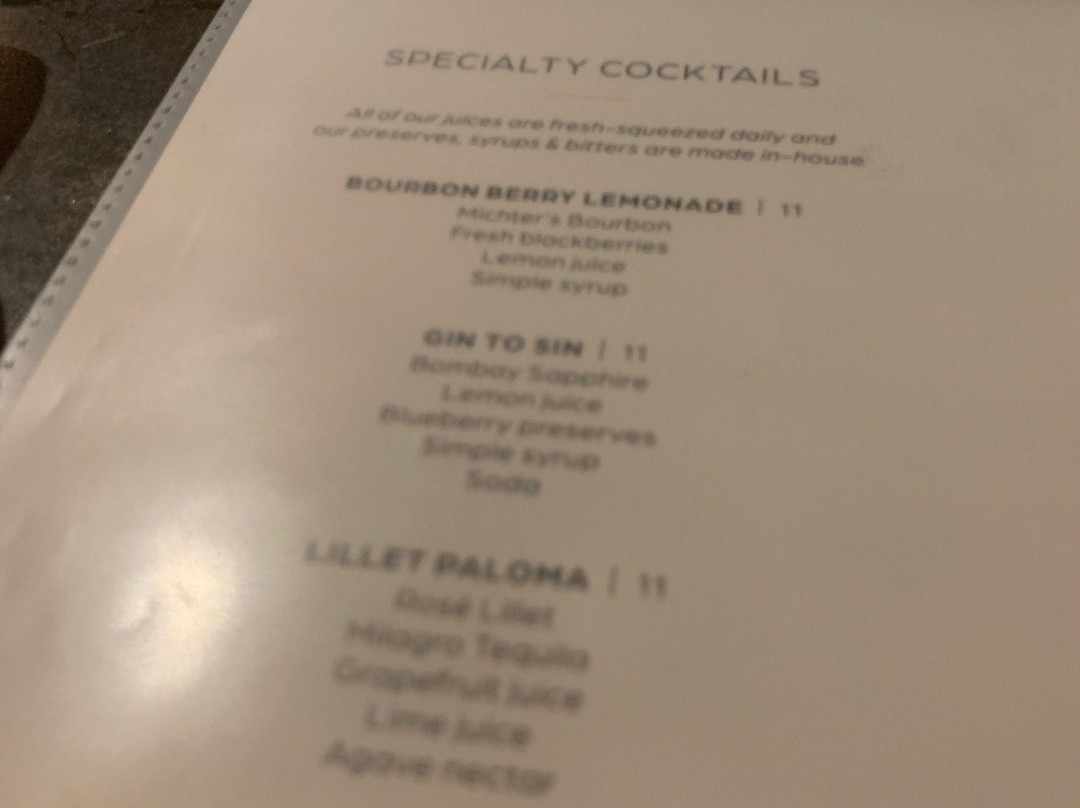 SPECIALTY COCKTAILS
All of our juices are fresh-squeezed daily and
our preserves, syrups & bitters are made in-house
BOURBON BERRY LEMONADE | 11
Michter's Bourbon
Fresh blackberries
Lemon juice
Simple syrup
GIN TO SIN | 11
Bombay Sapphire
Lemon juice
Blueberry preserves
Simple syrup
Soda
LILLET PALOMA | 11
Rosé Lillet
Milagro Tequila
Grapefruit juice
Lime juice
Agave nectar